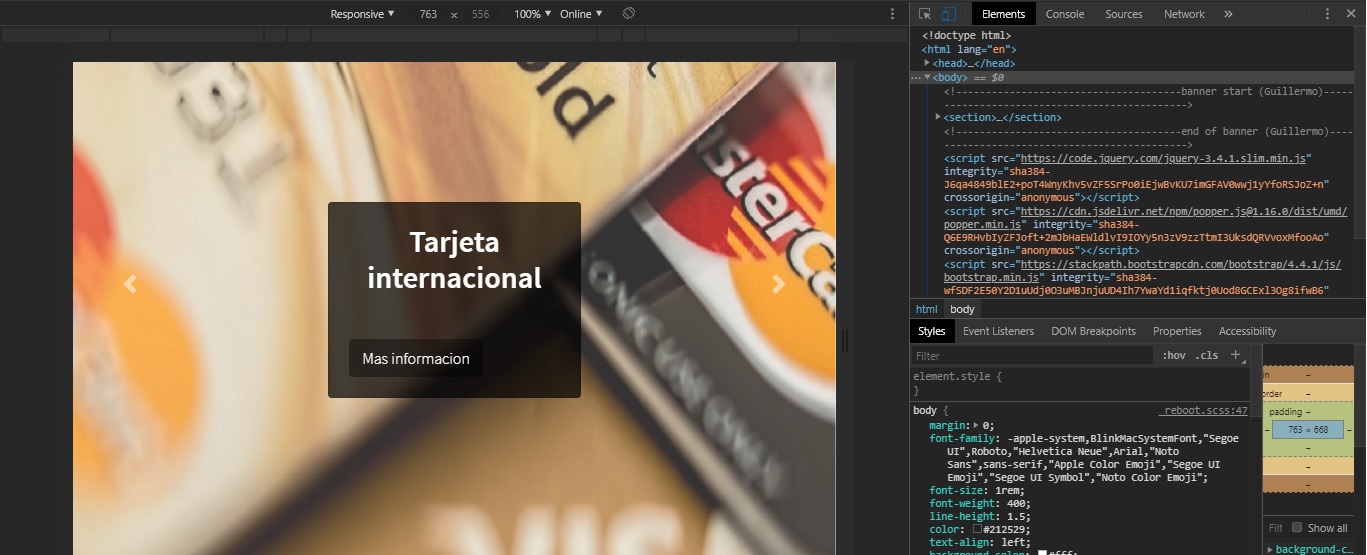 Responsive ▼ 763 × 556 100% ▼ Online ▼
Elements Console Sources Network »
<!doctype html>
<html lang="en">
<head>…</head>
<body> == $0
<!--------------------------------------banner start (Guillermo)-----
------------------------------------------>
<section>…</section>
<!--------------------------------------end of banner (Guillermo)----
------------------------------------------>
<script src="https://code.jquery.com/jquery-3.4.1.slim.min.js"
integrity="sha384-
J6qa4849blE2+poT4WnyKhv5vZF5SrPo0iEjwBvKU7imGFAV0wwj1yYfoRSJoZ+n"
crossorigin="anonymous"></script>
<script src="https://cdn.jsdelivr.net/npm/popper.js@1.16.0/dist/umd/
popper.min.js" integrity="sha384-
Q6E9RHvbIyZFJoft+2mJbHaEWldlvI9IOYy5n3zV9zzTtmI3UksdQRVvoxMfooAo"
crossorigin="anonymous"></script>
<script src="https://stackpath.bootstrapcdn.com/bootstrap/4.4.1/js/
bootstrap.min.js" integrity="sha384-
wfSDF2E50Y2D1uUdj0O3uMBJnjuUD4Ih7YwaYd1iqfktj0Uod8GCExl3Og8ifwB6"
html body
Styles Event Listeners DOM Breakpoints Properties Accessibility
Filter :hov .cls +
element.style {
}
body { _reboot.scss:47
margin: 0;
font-family: -apple-system,BlinkMacSystemFont,"Segoe
UI",Roboto,"Helvetica Neue",Arial,"Noto
Sans",sans-serif,"Apple Color Emoji","Segoe UI
Emoji","Segoe UI Symbol","Noto Color Emoji";
font-size: 1rem;
font-weight: 400;
line-height: 1.5;
color: #212529;
text-align: left;
background-color: #fff;
in –
order –
padding –
– 763 × 668 –
–
–
–
Filt Show all
background-c…
831
old
asterCa
Tarjeta
internacional
Mas informacion